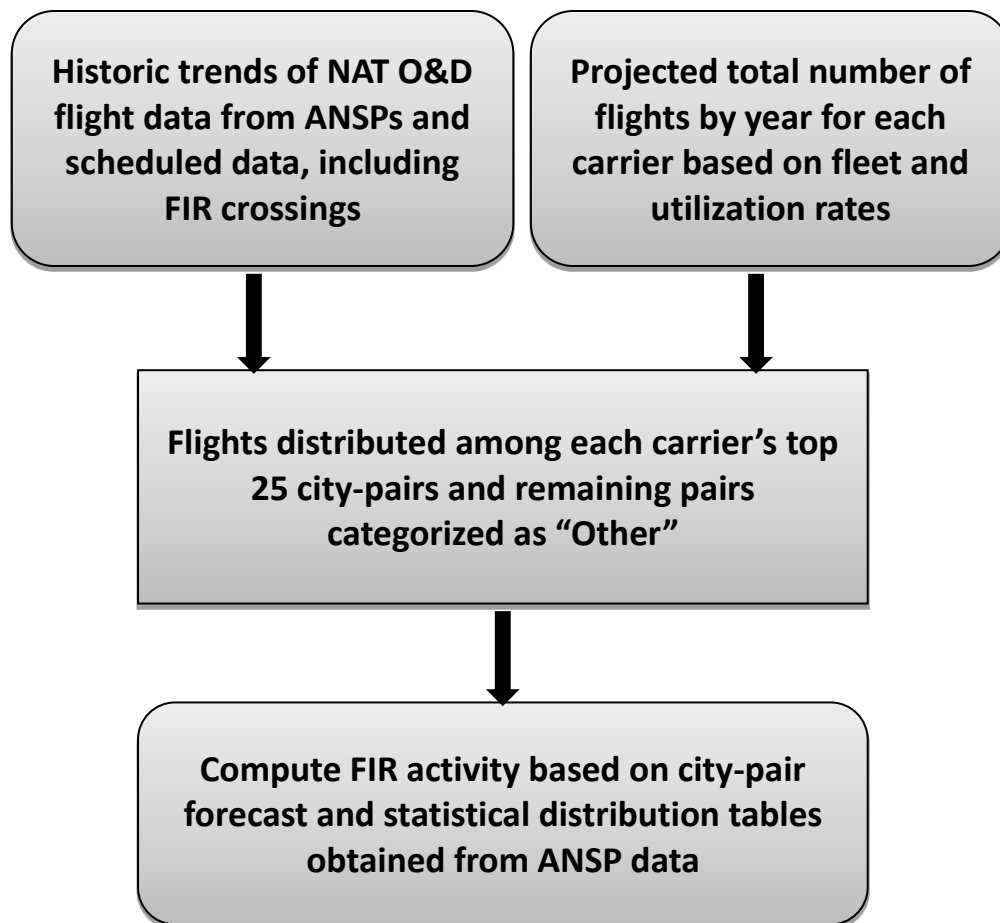 Historic trends of NAT O&D
flight data from ANSPs and
scheduled data, including
FIR crossings
Projected total number of
flights by year for each
carrier based on fleet and
utilization rates
Flights distributed among each carrier’s top
25 city-pairs and remaining pairs
categorized as “Other”
Compute FIR activity based on city-pair
forecast and statistical distribution tables
obtained from ANSP data